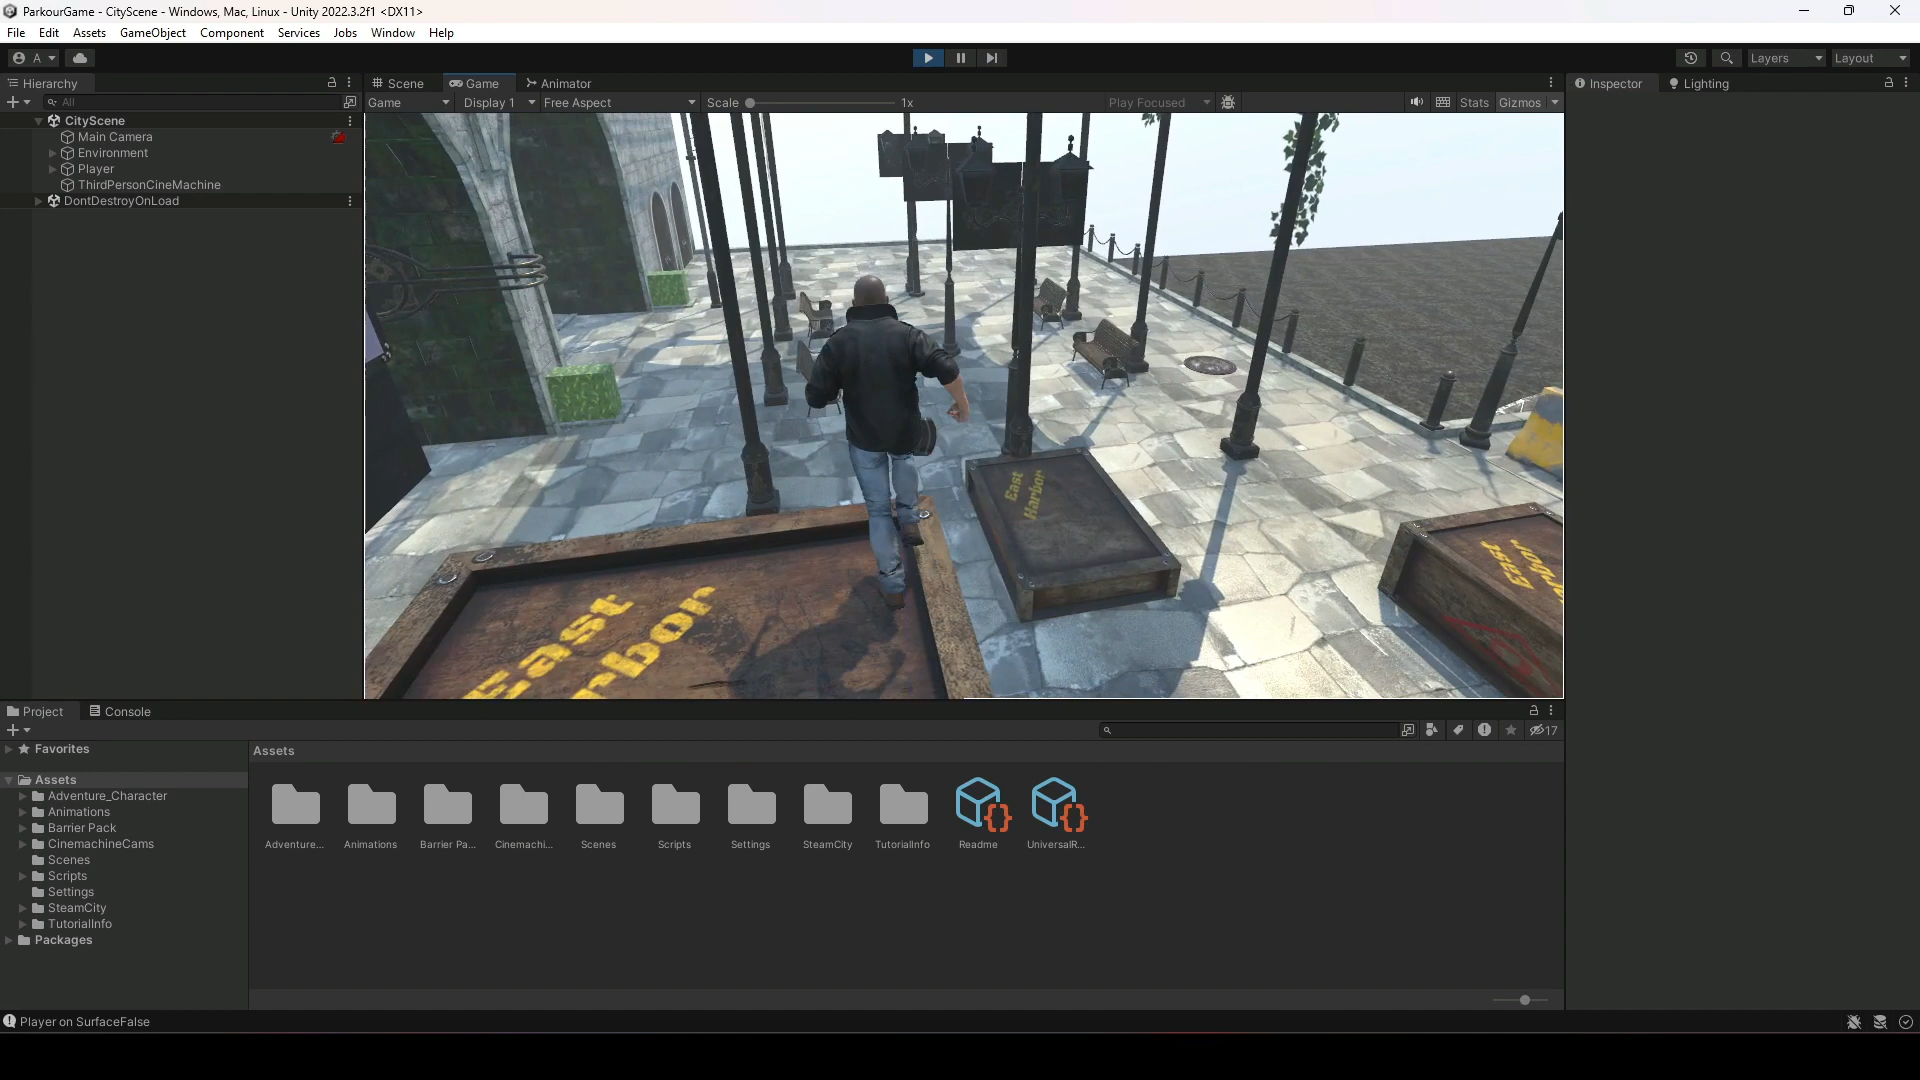 ParkourGame - CityScene - Windows, Mac, Linux - Unity 2022.3.2f1 <DX11>
File Edit Assets GameObject Component Services Jobs Window Help
A Layers Layout
Hierarchy Scene Game Animator Inspector Lighting
All Game Display 1 Free Aspect Scale 1x Play Focused Stats Gizmos
CityScene
Main Camera
Environment
Player
ThirdPersonCineMachine
DontDestroyOnLoad
East
Harbor
East
rbor
East
rbor
Project Console
17
Favorites
Assets
Assets
Adventure_Character
Animations
Barrier Pack
CinemachineCams
Scenes
Scripts
Settings
SteamCity
TutorialInfo
Packages
Adventure... Animations Barrier Pa... Cinemachi... Scenes Scripts Settings SteamCity TutorialInfo Readme UniversalR...
Player on SurfaceFalse